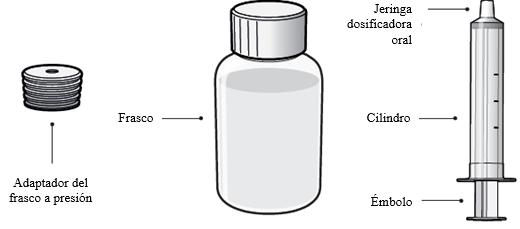 Jeringa
dosificadora
oral
Frasco
Cilindro
Adaptador del
frasco a presión
Émbolo